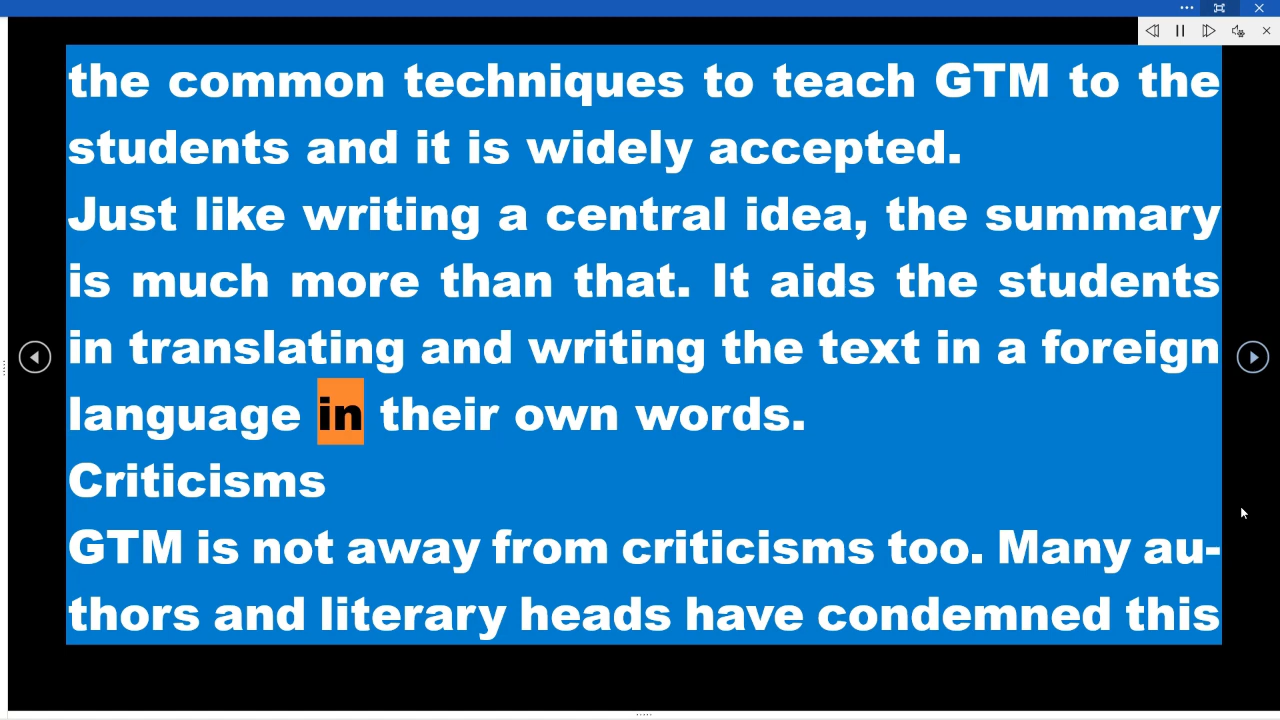 the common techniques to teach GTM to the
students and it is widely accepted.
Just like writing a central idea, the summary
is much more than that. It aids the students
in translating and writing the text in a foreign
language in their own words.
Criticisms
GTM is not away from criticisms too. Many au-
thors and literary heads have condemned this